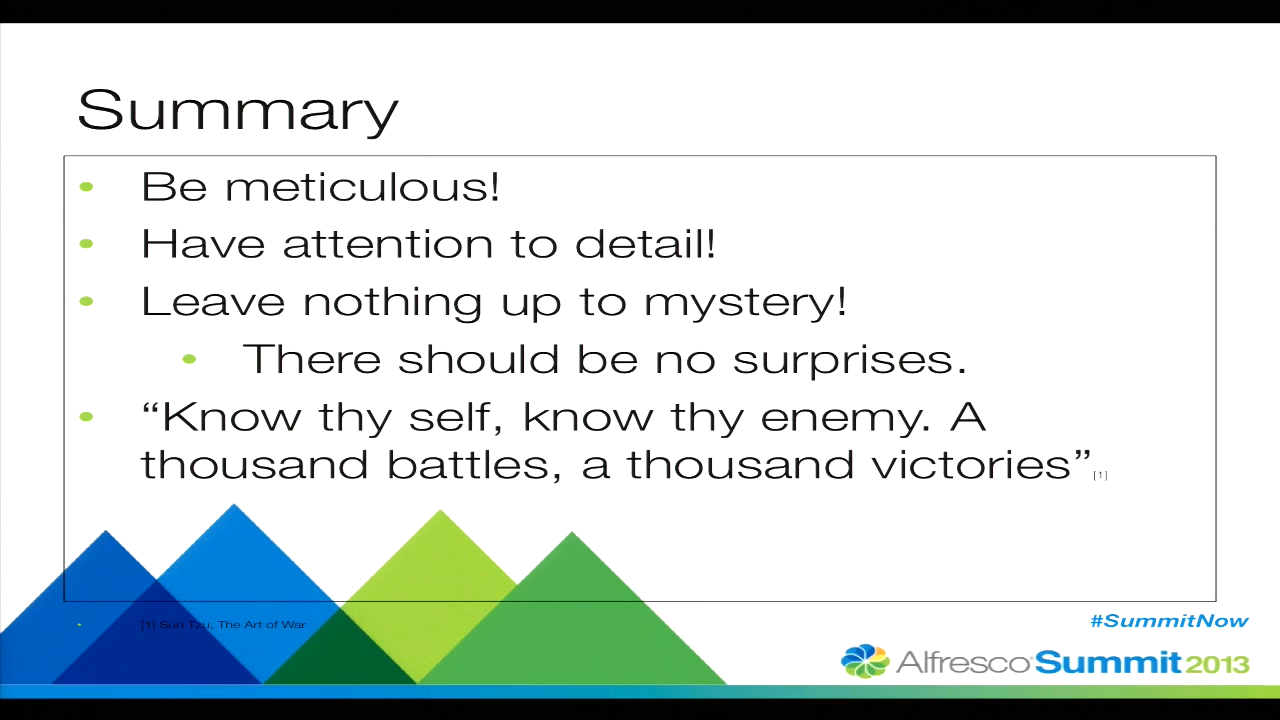 Summary
• Be meticulous!
• Have attention to detail!
• Leave nothing up to mystery!
• There should be no surprises.
• “Know thy self, know thy enemy. A
thousand battles, a thousand victories”[1]
• [1] Sun Tzu, The Art of War
#SummitNow
Alfresco Summit 2013